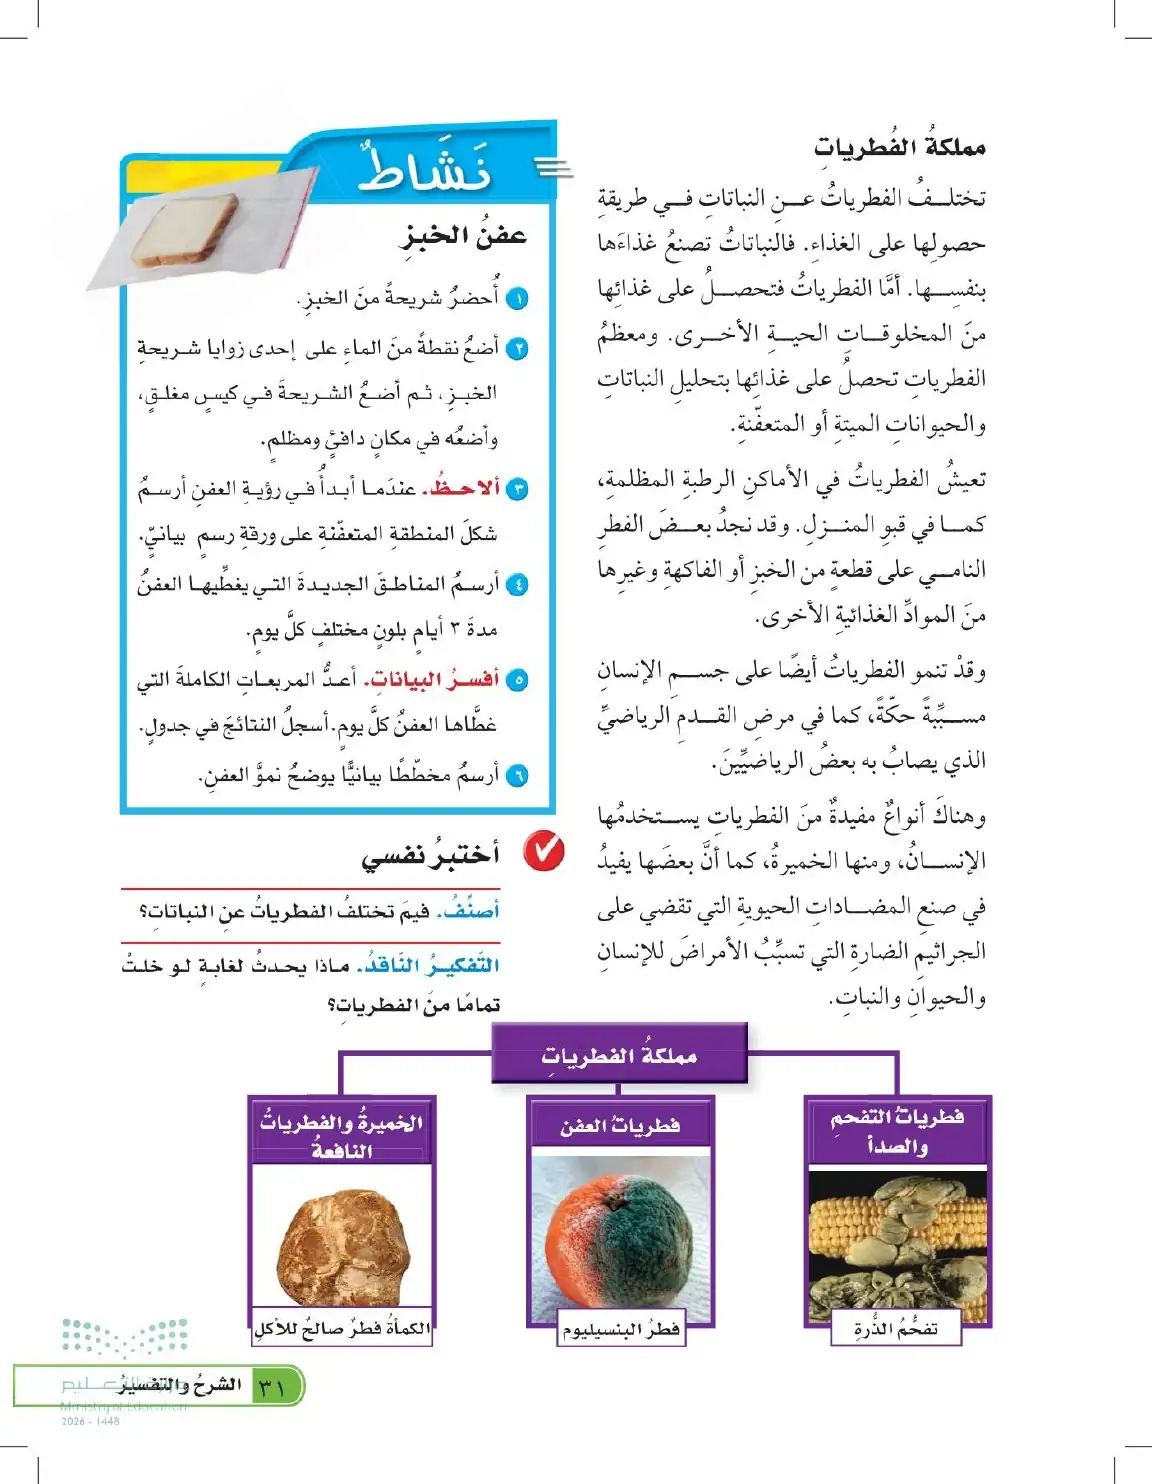 مملكةُ الفُطرياتِ
تختلفُ الفطرياتُ عنِ النباتاتِ في طريقةِ
حصولِها على الغذاءِ. فالنباتاتُ تصنعُ غذاءَها
بنفسِها. أمَّا الفطرياتُ فتحصلُ على غذائِها
منَ المخلوقاتِ الحيةِ الأخرى. ومعظمُ
الفطرياتِ تحصلُ على غذائِها بتحليلِ النباتاتِ
والحيواناتِ الميتةِ أو المتعفّنةِ.
تعيشُ الفطرياتُ في الأماكنِ الرطبةِ المظلمةِ،
كما في قبوِ المنزلِ. وقد نجدُ بعضَ الفطرِ
النامي على قطعةٍ من الخبزِ أو الفاكهةِ وغيرِها
منَ الموادِّ الغذائيةِ الأخرى.
وقدْ تنمو الفطرياتُ أيضًا على جسمِ الإنسانِ
مسبِّبةً حكّةً، كما في مرضِ القدمِ الرياضيِّ
الذي يصابُ به بعضُ الرياضيِّينَ.
وهناكَ أنواعٌ مفيدةٌ منَ الفطرياتِ يستخدمُها
الإنسانُ، ومنها الخميرةُ، كما أنَّ بعضَها يفيدُ
في صنعِ المضاداتِ الحيويةِ التي تقضي على
الجراثيمِ الضارةِ التي تسبِّبُ الأمراضَ للإنسانِ
والحيوانِ والنباتِ.
نَشَاطٌ
عفنُ الخبزِ
١ أُحضرُ شريحةً منَ الخبزِ.
٢ أضعُ نقطةً منَ الماءِ على إحدى زوايا شريحةِ
الخبزِ، ثم أضعُ الشريحةَ في كيسٍ مغلقٍ،
وأضعُه في مكانٍ دافئٍ ومظلمٍ.
٣ ألاحظُ. عندَما أبدأُ في رؤيةِ العفنِ أرسمُ
شكلَ المنطقةِ المتعفّنةِ على ورقةِ رسمٍ بيانيٍّ.
٤ أرسمُ المناطقَ الجديدةَ التي يغطِّيها العفنُ
مدةَ ٣ أيامٍ بلونٍ مختلفٍ كلَّ يومٍ.
٥ أفسرُ البياناتِ. أعدُّ المربعاتِ الكاملةَ التي
غطَّاها العفنُ كلَّ يومٍ. أسجلُ النتائجَ في جدولٍ.
٦ أرسمُ مخطّطًا بيانيًّا يوضحُ نموَّ العفنِ.
أختبرُ نفسي
أصنِّفُ. فيمَ تختلفُ الفطرياتُ عنِ النباتاتِ؟
التّفكيرُ النّاقدُ. ماذا يحدثُ لغابةٍ لو خلتْ
تمامًا منَ الفطرياتِ؟
مملكةُ الفطرياتِ
فطرياتُ التفحمِ
والصدأ
تفحُّمُ الذُّرةِ
فطرياتُ العفنِ
فطرُ البنسيليوم
الخميرةُ والفطرياتُ
النافعةُ
الكمأةُ فطرٌ صالحٌ للأكلِ
٣١ الشرحُ والتفسيرُ
وزارة التعليم
Ministry of Education
2026 - 1448